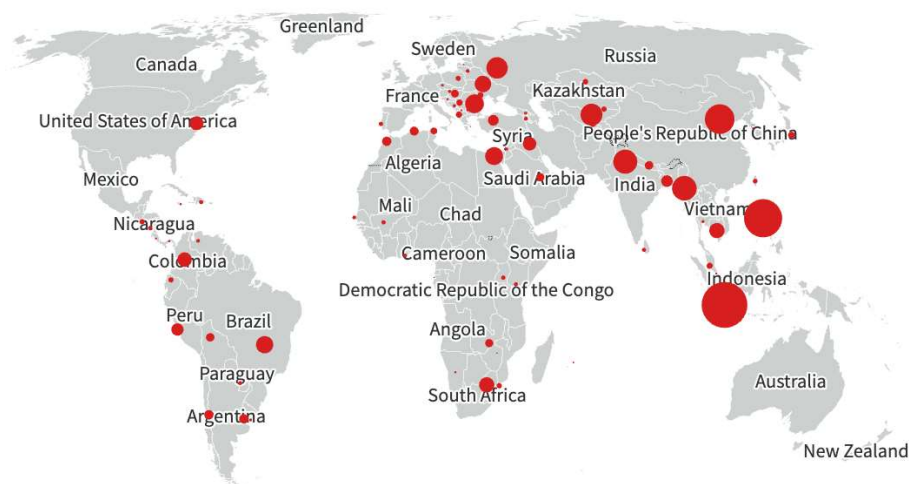 Greenland
Sweden
Russia
Canada
France
Kazakhstan
United States of America
Syria
People's Republic of China
Algeria
Mexico
Saudi Arabia
India
Mali
Chad
Vietnam
Nicaragua
Cameroon
Somalia
Colombia
Indonesia
Democratic Republic of the Congo
Peru
Brazil
Angola
Paraguay
Australia
South Africa
Argentina
New Zealand